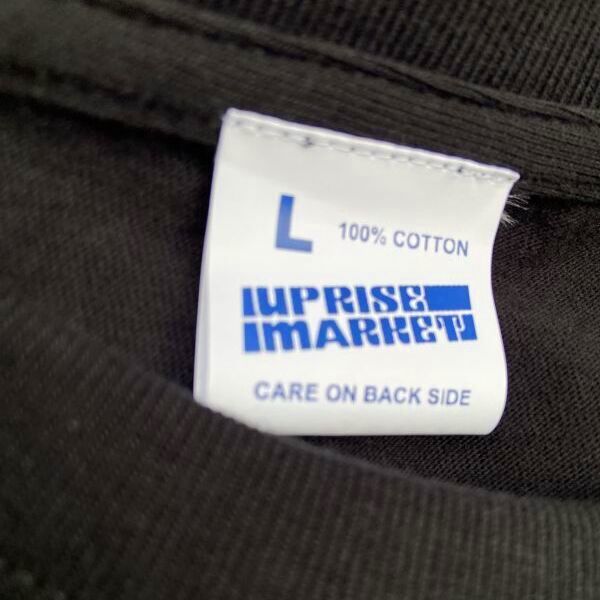 L 100% COTTON
UPRISE
MARKET
CARE ON BACK SIDE